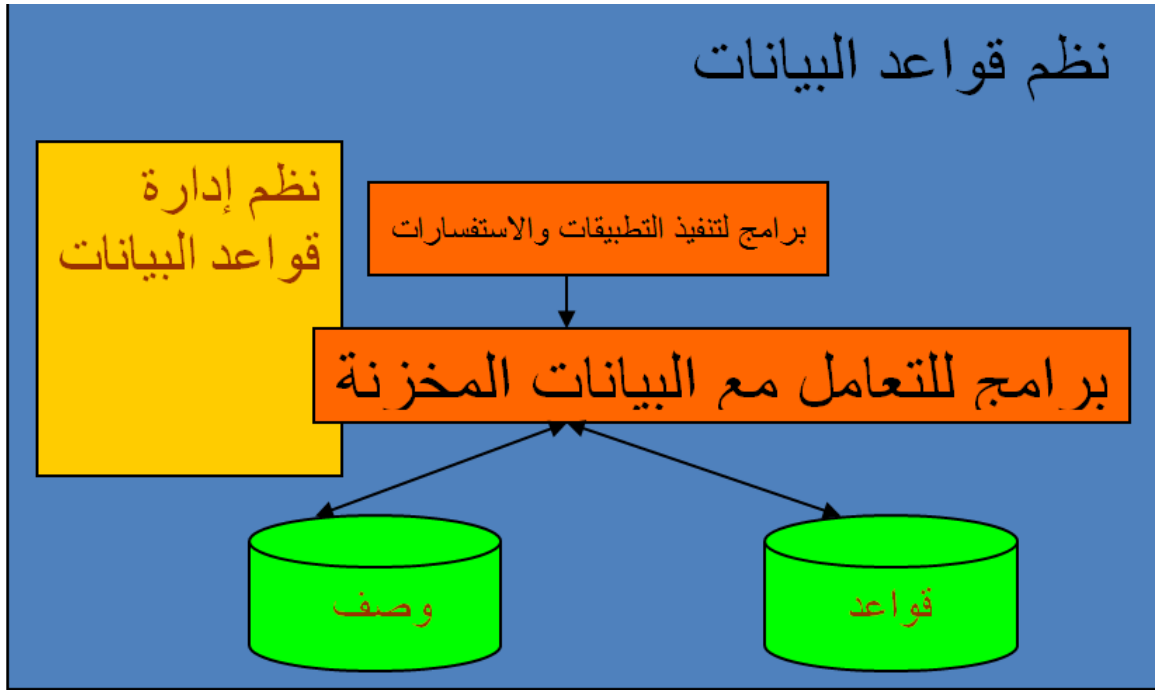 نظم قواعد البيانات
نظم إدارة
قواعد البيانات
برامج لتنفيذ التطبيقات والاستفسارات
برامج للتعامل مع البيانات المخزنة
قواعد
وصف